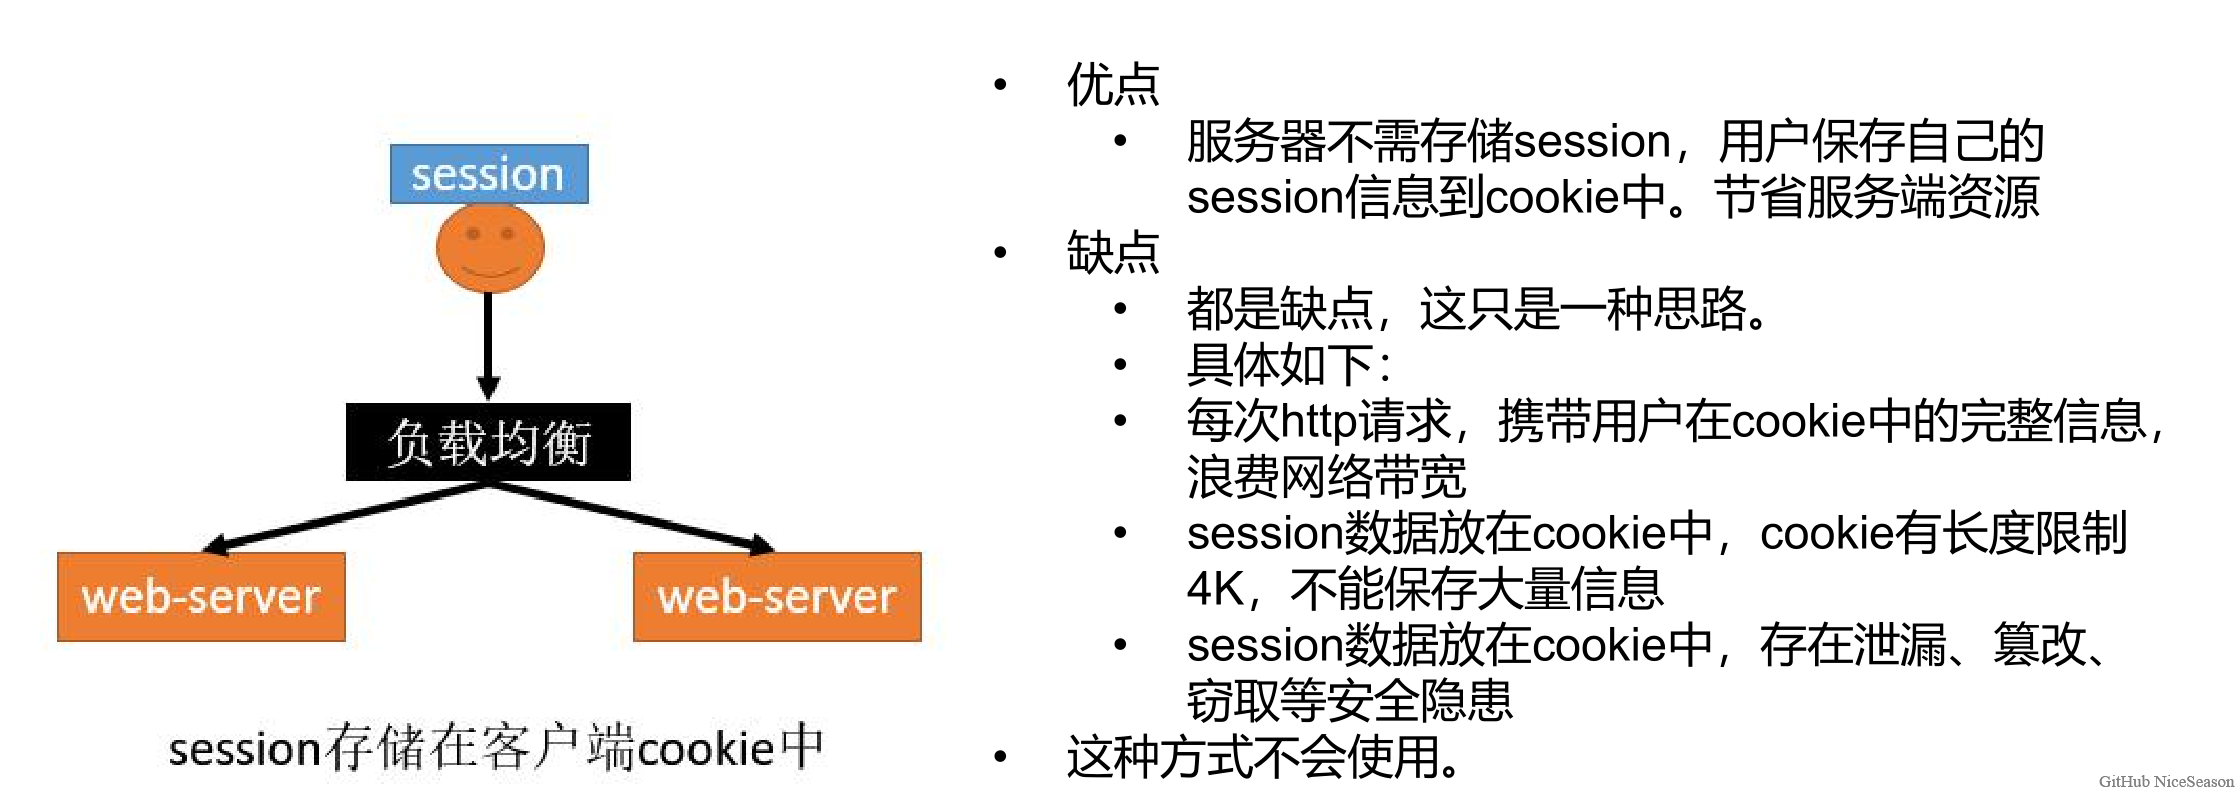 session
负载均衡
web-server
web-server
session存储在客户端cookie中
• 优点
• 服务器不需存储session，用户保存自己的
session信息到cookie中。节省服务端资源
• 缺点
• 都是缺点，这只是一种思路。
• 具体如下：
• 每次http请求，携带用户在cookie中的完整信息，
浪费网络带宽
• session数据放在cookie中，cookie有长度限制
4K，不能保存大量信息
• session数据放在cookie中，存在泄漏、篡改、
窃取等安全隐患
• 这种方式不会使用。
GitHub NiceSeason